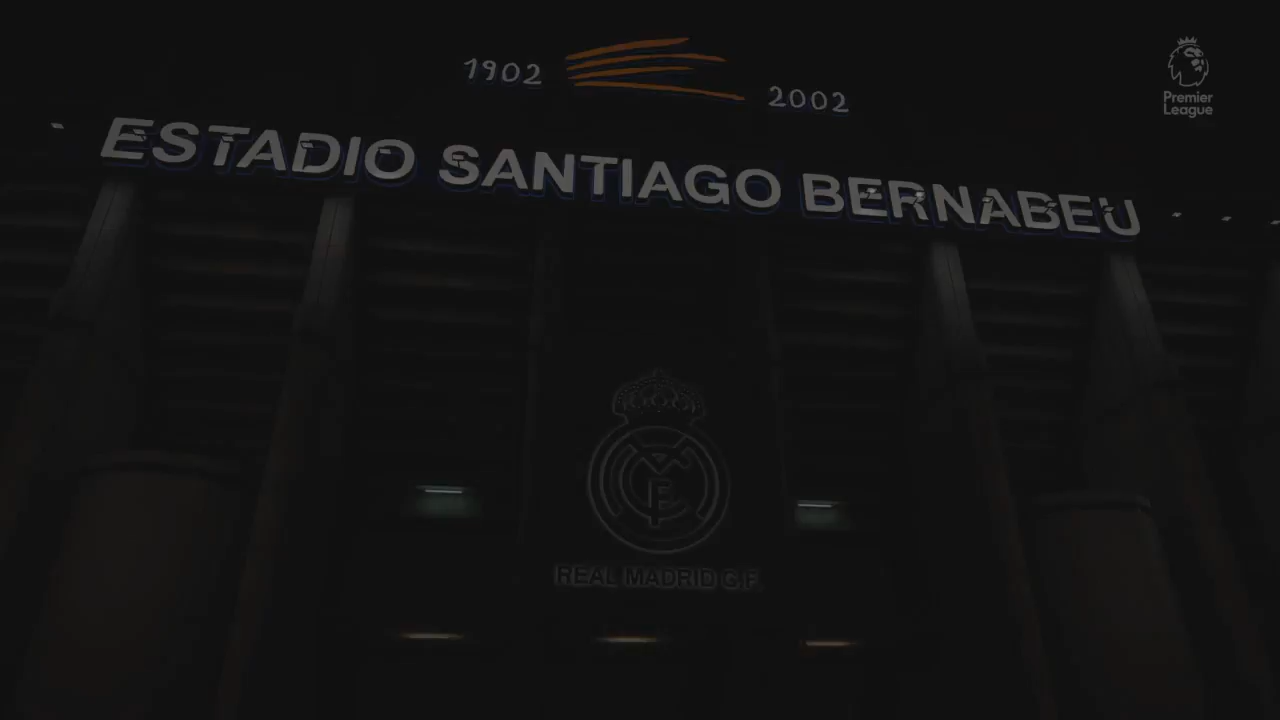 1902
2002
Premier
League
ESTADIO SANTIAGO BERNABEU
REAL MADRID C.F.